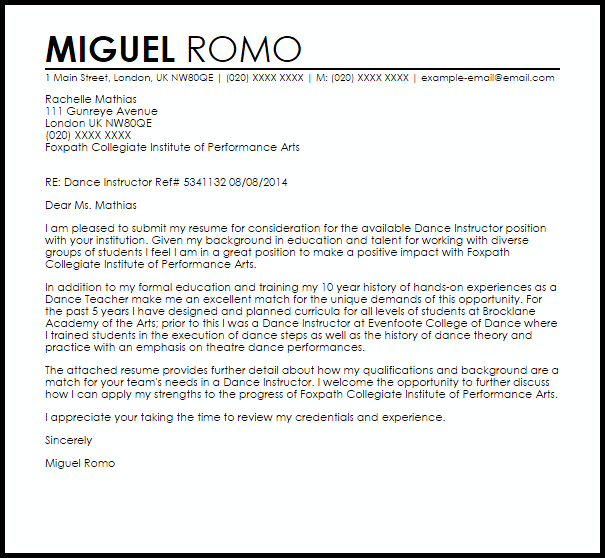 MIGUEL ROMO
1 Main Street, London, UK NW80QE | (020) XXXX XXXX | M: (020) XXXX XXXX | example-email@email.com
Rachelle Mathias
111 Gunreye Avenue
London UK NW80QE
(020) XXXX XXXX
Foxpath Collegiate Institute of Performance Arts
RE: Dance Instructor Ref# 5341132 08/08/2014
Dear Ms. Mathias
I am pleased to submit my resume for consideration for the available Dance Instructor position
with your institution. Given my background in education and talent for working with diverse
groups of students I feel I am in a great position to make a positive impact with Foxpath
Collegiate Institute of Performance Arts.
In addition to my formal education and training my 10 year history of hands-on experiences as a
Dance Teacher make me an excellent match for the unique demands of this opportunity. For
the past 5 years I have designed and planned curricula for all levels of students at Brocklane
Academy of the Arts; prior to this I was a Dance Instructor at Evenfoote College of Dance where
I trained students in the execution of dance steps as well as the history of dance theory and
practice with an emphasis on theatre dance performances.
The attached resume provides further detail about how my qualifications and background are a
match for your team's needs in a Dance Instructor. I welcome the opportunity to further discuss
how I can apply my strengths to the progress of Foxpath Collegiate Institute of Performance Arts.
I appreciate your taking the time to review my credentials and experience.
Sincerely
Miguel Romo